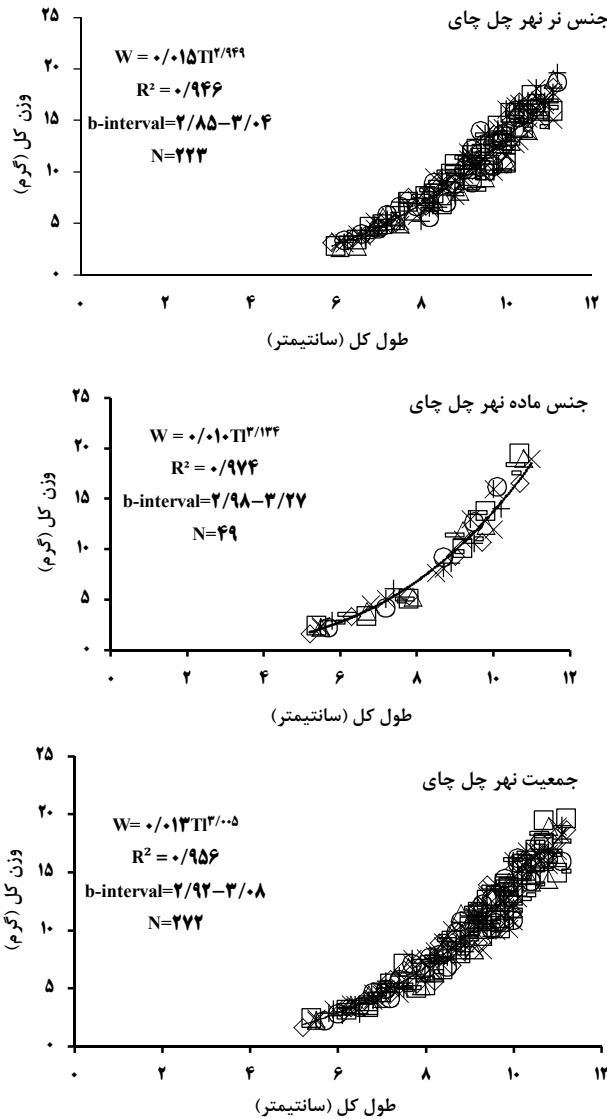 جنس نر نهر چل چای
W = ۰/۰۱۵Tl^۲/۹۴۹
R² = ۰/۹۴۶
b-interval=۲/۸۵−۳/۰۴
N=۲۲۳
وزن کل (گرم)
۲۵
۲۰
۱۵
۱۰
۵
۰
۰ ۲ ۴ ۶ ۸ ۱۰ ۱۲
طول کل (سانتیمتر)
جنس ماده نهر چل چای
W = ۰/۰۱۰Tl^۳/۱۳۴
R² = ۰/۹۷۴
b-interval=۲/۹۸−۳/۲۷
N=۴۹
وزن کل (گرم)
۲۵
۲۰
۱۵
۱۰
۵
۰
۰ ۲ ۴ ۶ ۸ ۱۰ ۱۲
طول کل (سانتیمتر)
جمعیت نهر چل چای
W= ۰/۰۱۳Tl^۳/۰۰۵
R² = ۰/۹۵۶
b-interval=۲/۹۲−۳/۰۸
N=۲۷۲
وزن کل (گرم)
۲۵
۲۰
۱۵
۱۰
۵
۰
۰ ۲ ۴ ۶ ۸ ۱۰ ۱۲
طول کل (سانتیمتر)